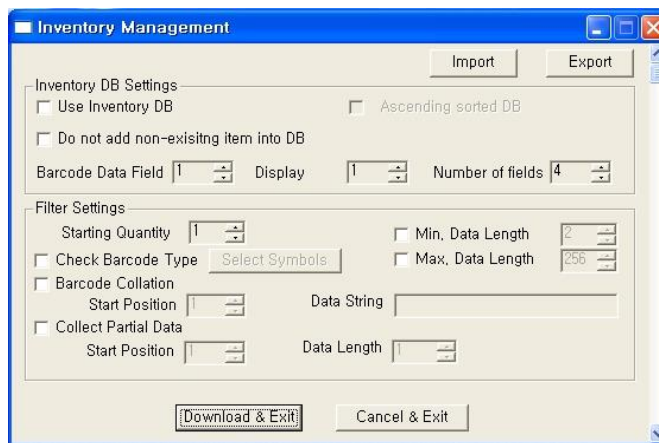 Inventory Management
Import Export
Inventory DB Settings
Use Inventory DB Ascending sorted DB
Do not add non-exisitng item into DB
Barcode Data Field 1 Display 1 Number of fields 4
Filter Settings
Starting Quantity 1 Min, Data Length 2
Check Barcode Type Select Symbols Max, Data Length 256
Barcode Collation
Start Position 1 Data String
Collect Partial Data
Start Position 1 Data Length 1
Download & Exit Cancel & Exit